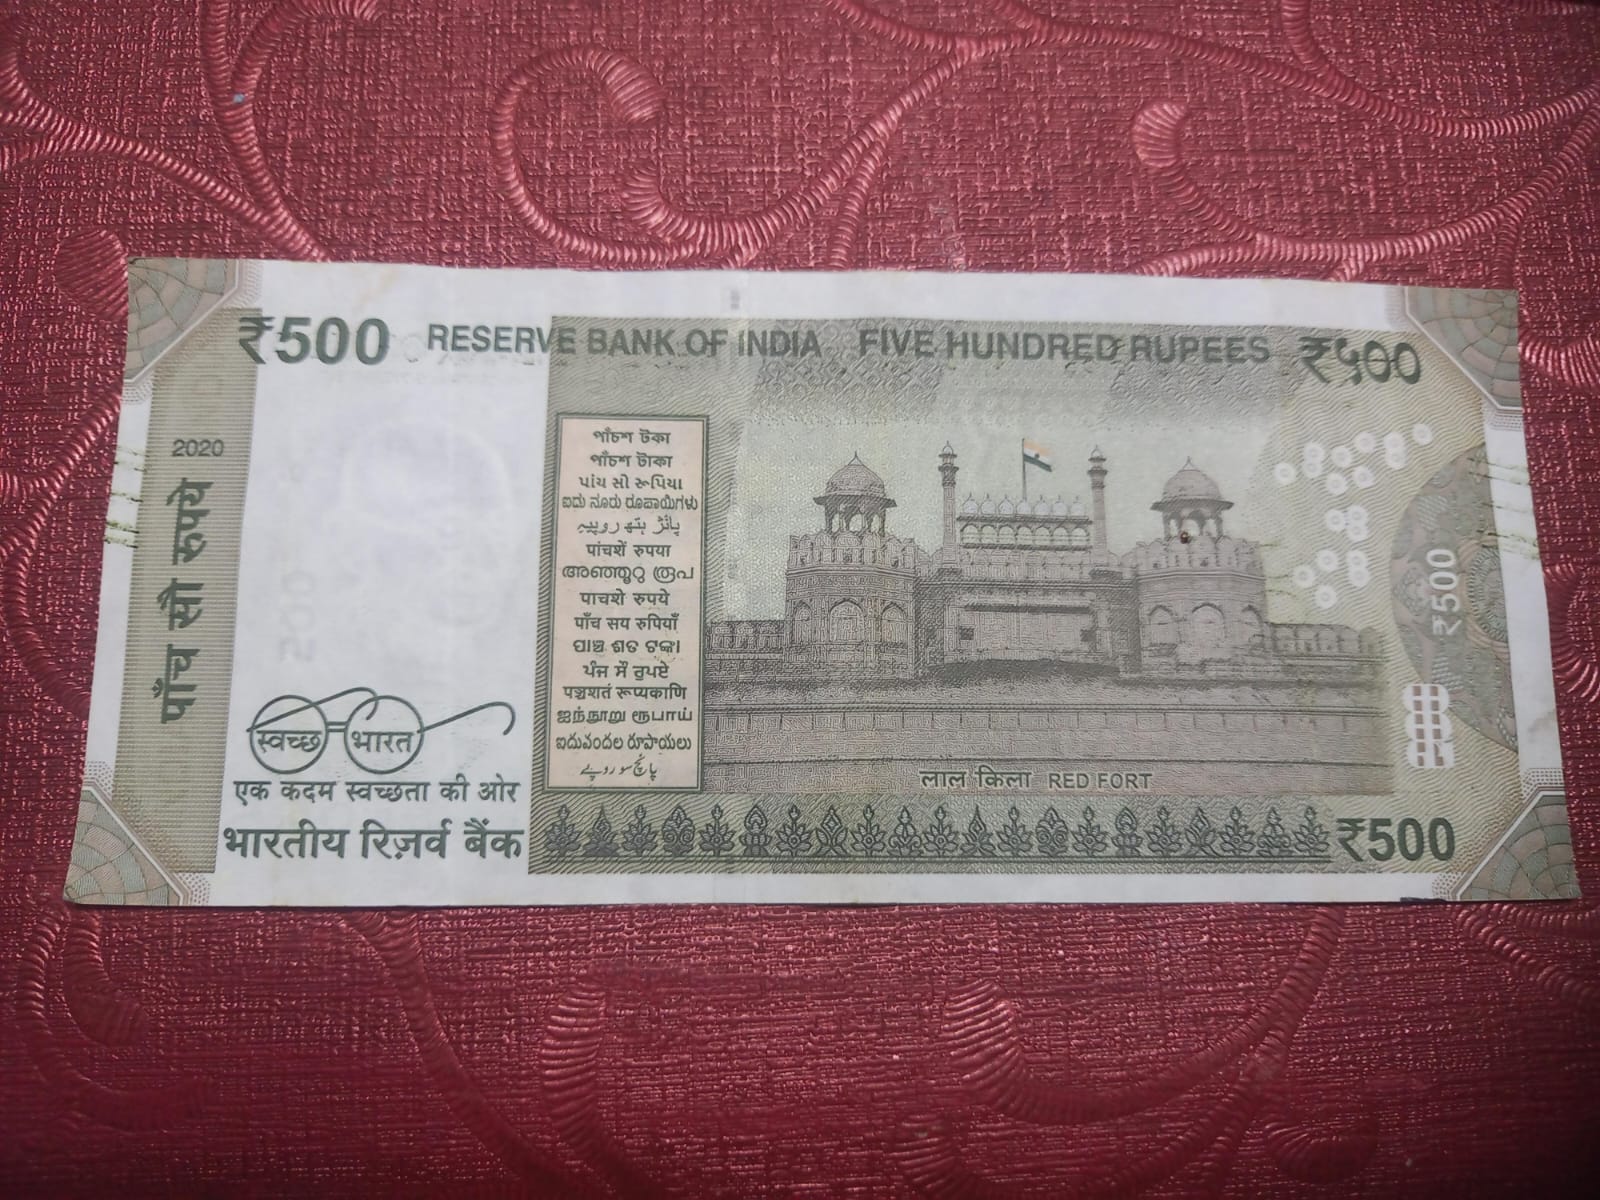 ₹500 RESERVE BANK OF INDIA FIVE HUNDRED RUPEES ₹५००
2020
पाँच सौ रुपये
পাঁচশ টকা
পাঁচশ টাকা
પાંચ સો રૂપિયા
ಐದು ನೂರು ರೂಪಾಯಿಗಳು
پانژھ ہتھ روپیہِ
पांचशें रुपया
അഞ്ഞൂറു രൂപ
पाचशे रुपये
पाँच सय रुपियाँ
ପାଞ୍ଚ ଶତ ଟଙ୍କା
ਪੰਜ ਸੌ ਰੁਪਏ
पञ्चशतं रूप्यकाणि
ஐந்நூறு ரூபாய்
ఐదువందల రూపాయలు
پانچ سو روپے
₹500
स्वच्छ भारत
एक कदम स्वच्छता की ओर
लाल किला RED FORT
भारतीय रिज़र्व बैंक
₹500